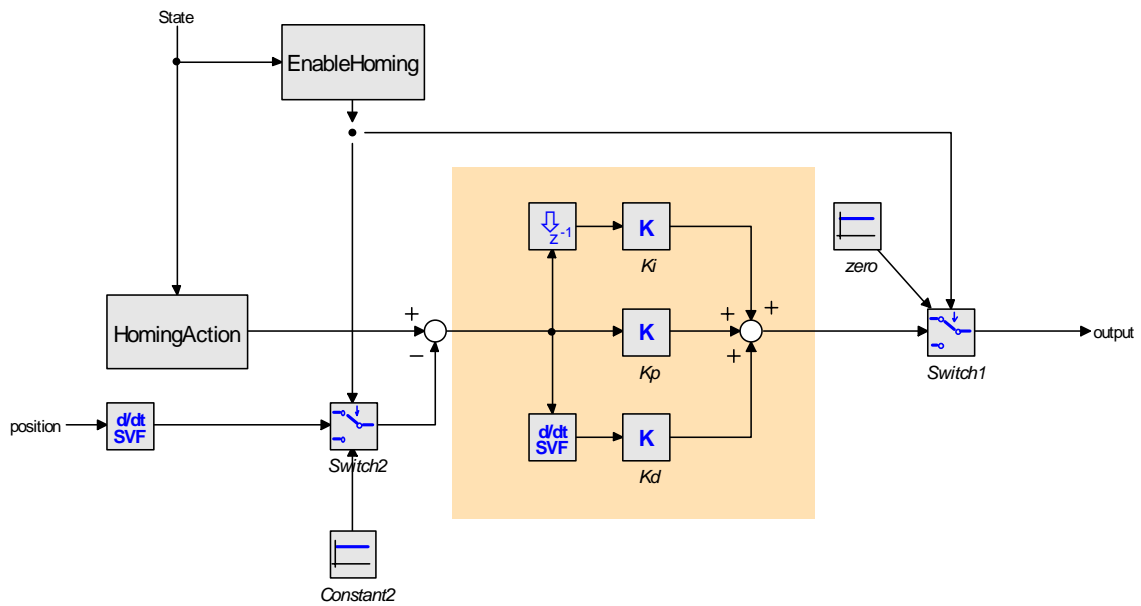 State
EnableHoming
z-1
K
Ki
zero
HomingAction
+
−
K
Kp
+
+
+
Switch1
output
position
d/dt
SVF
Switch2
d/dt
SVF
K
Kd
Constant2